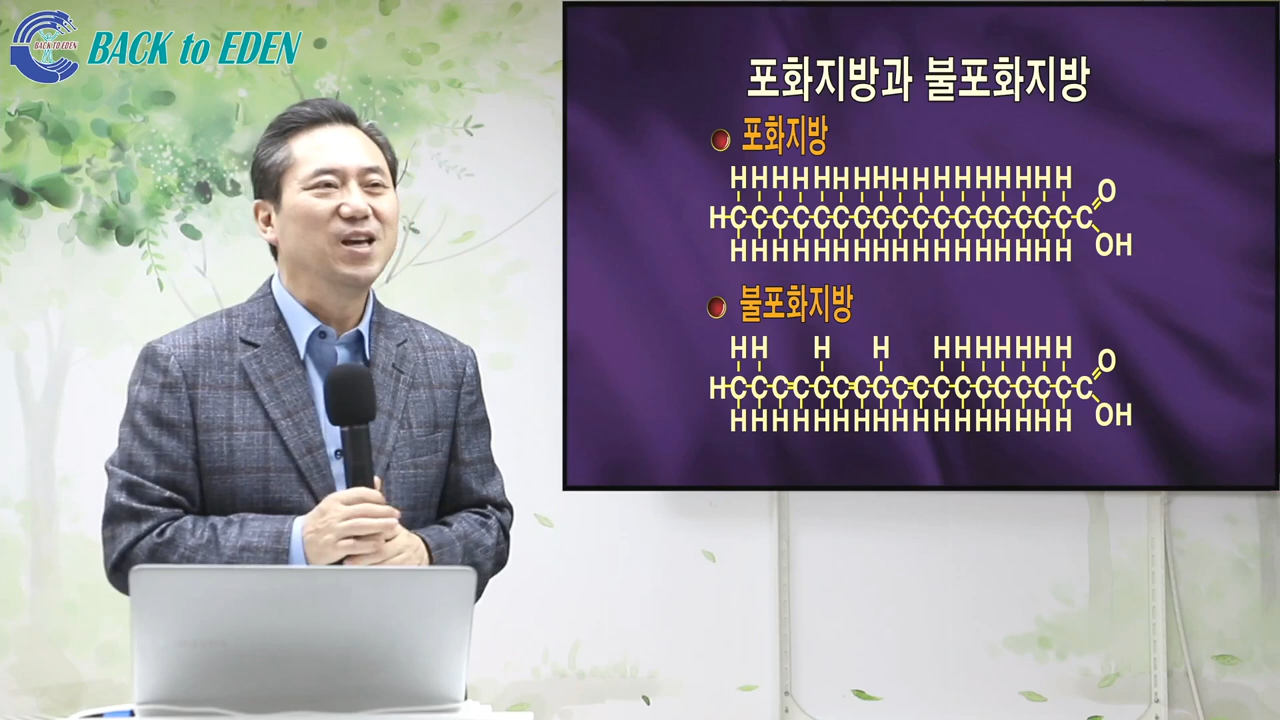 BACK TO EDEN
BACK to EDEN
포화지방과 불포화지방
포화지방
HHHHHHHHHHHHHHHHH
O
H-C-C-C-C-C-C-C-C-C-C-C-C-C-C-C-C-C-C
HHHHHHHHHHHHHHHHH
OH
불포화지방
HH H H HHHHHHH
O
H-C-C-C=C-C-C=C-C-C=C-C-C-C-C-C-C-C-C
HHHHHHHHHHHHHHHHH
OH